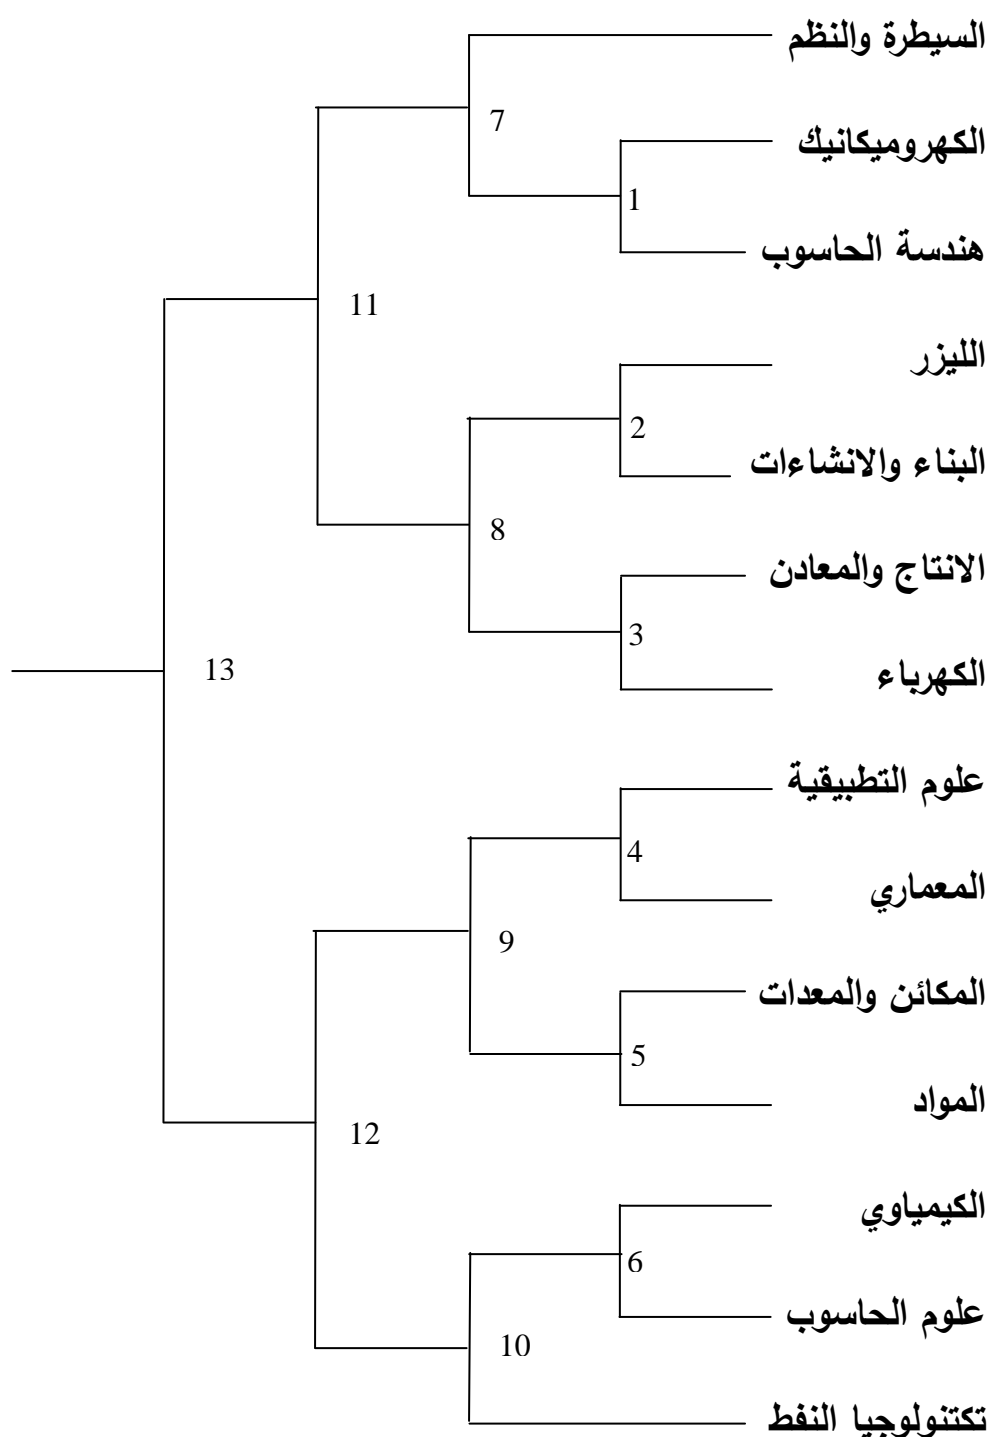 السيطرة والنظم
7
الكهروميكانيك
1
هندسة الحاسوب
11
الليزر
2
البناء والانشاءات
8
الانتاج والمعادن
3
13
الكهرباء
علوم التطبيقية
4
المعماري
9
المكائن والمعدات
5
المواد
12
الكيمياوي
6
علوم الحاسوب
10
تكتنولوجيا النفط